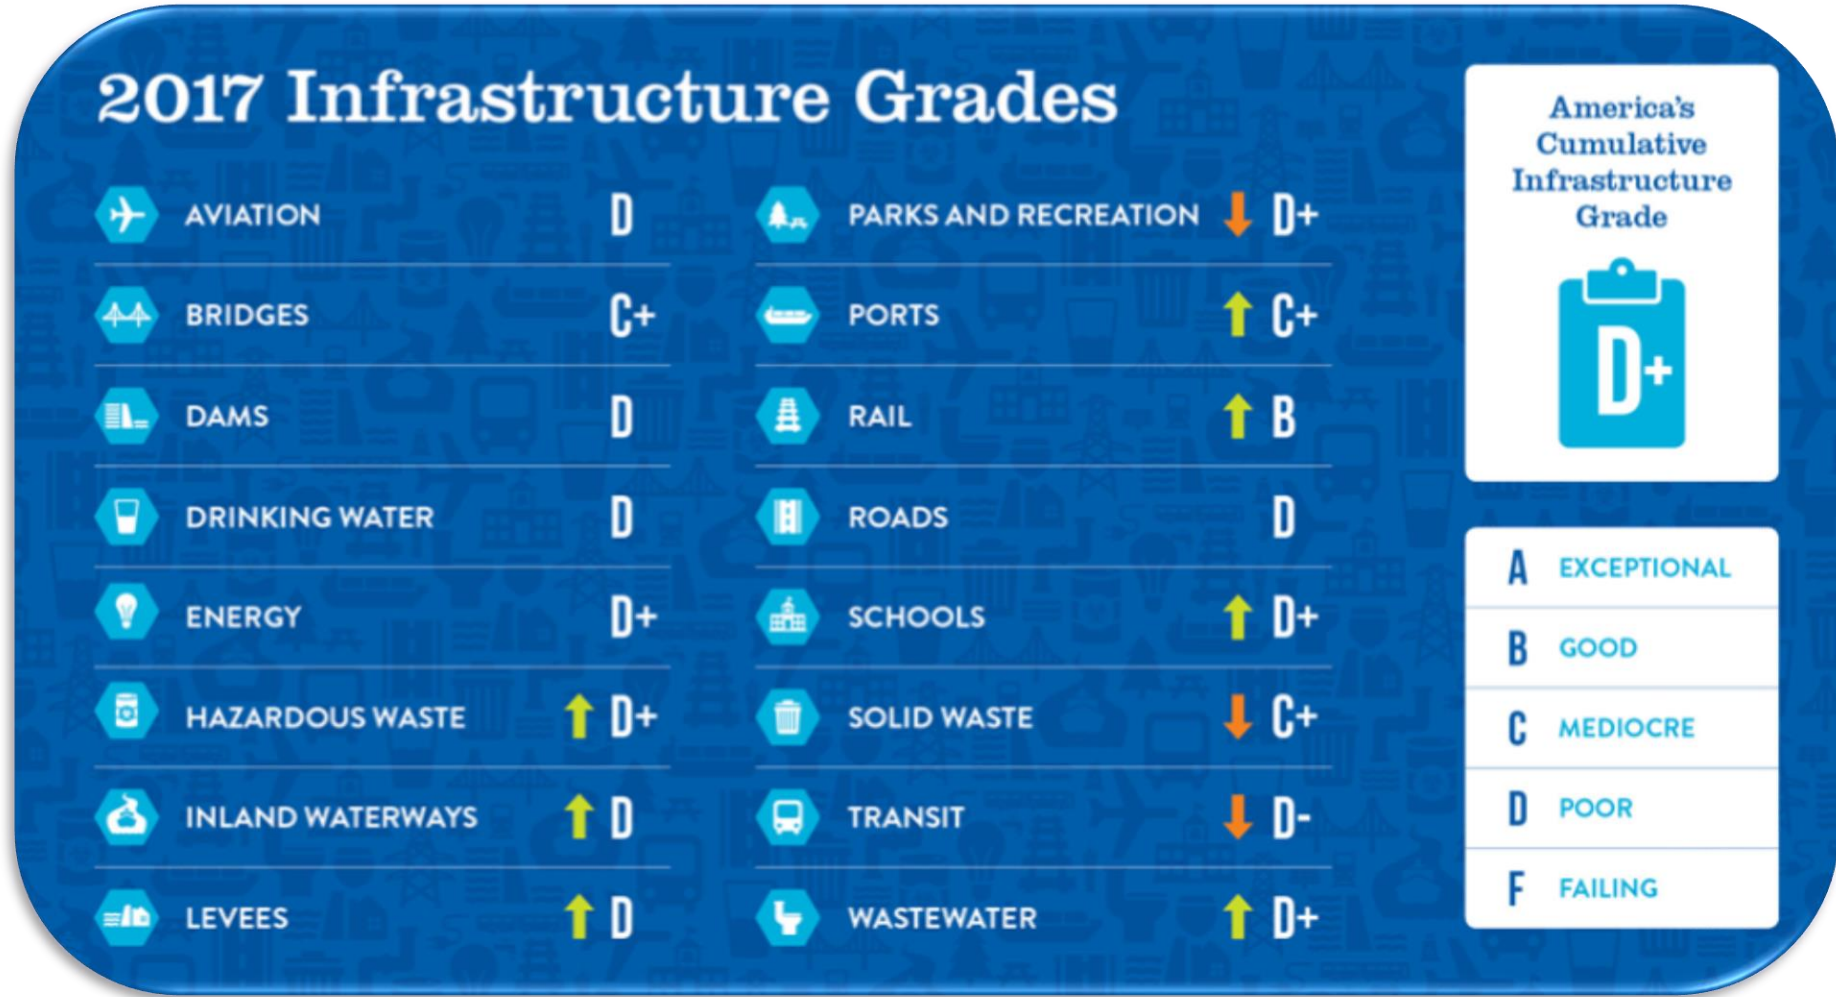 2017 Infrastructure Grades
AVIATION D
BRIDGES C+
DAMS D
DRINKING WATER D
ENERGY D+
HAZARDOUS WASTE D+
INLAND WATERWAYS D
LEVEES D
PARKS AND RECREATION D+
PORTS C+
RAIL B
ROADS D
SCHOOLS D+
SOLID WASTE C+
TRANSIT D-
WASTEWATER D+
America's
Cumulative
Infrastructure
Grade
D+
A EXCEPTIONAL
B GOOD
C MEDIOCRE
D POOR
F FAILING